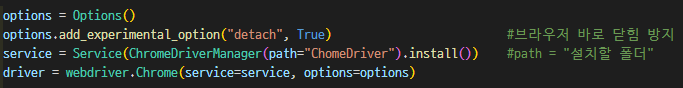 options = Options()
options.add_experimental_option("detach", True) #브라우저 바로 닫힘 방지
service = Service(ChromeDriverManager(path="ChomeDriver").install()) #path = "설치할 폴더"
driver = webdriver.Chrome(service=service, options=options)